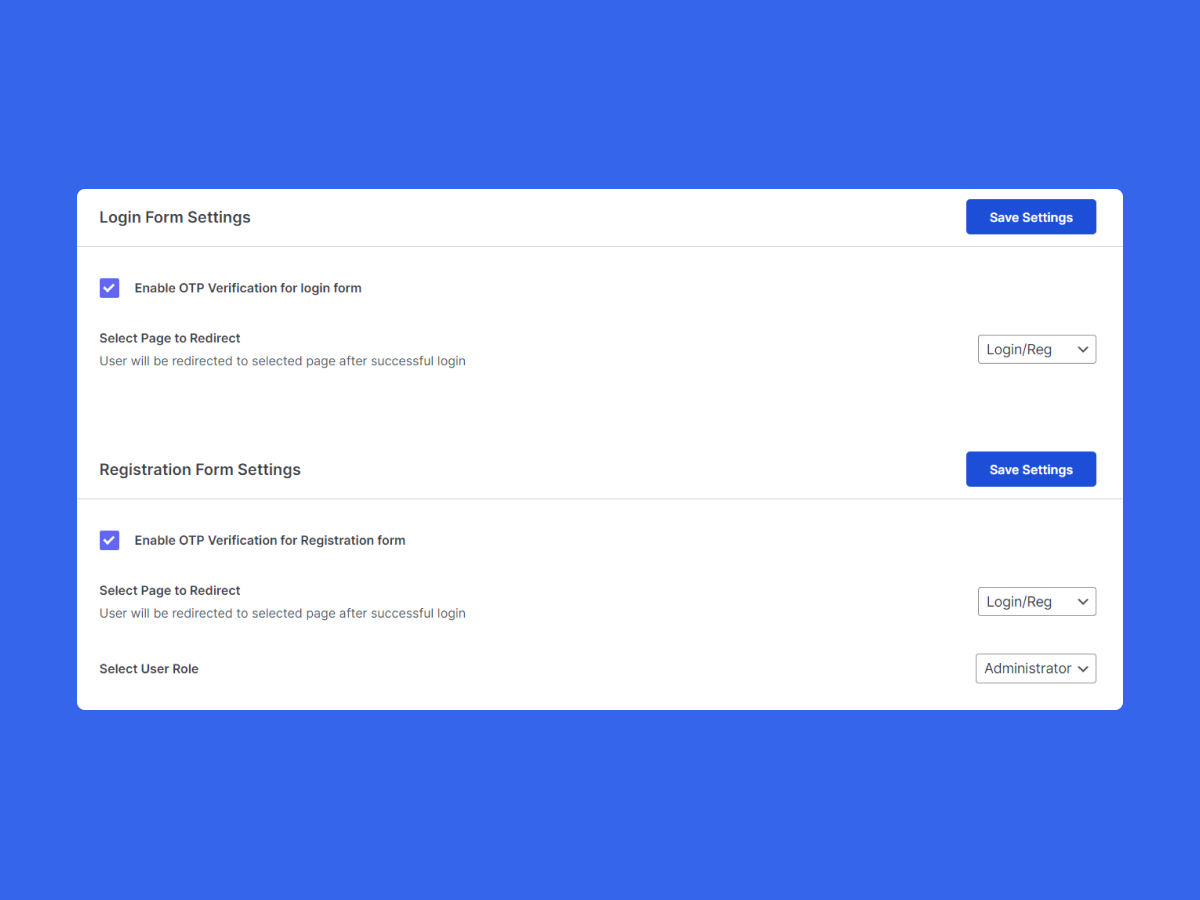 Login Form Settings
Save Settings
Enable OTP Verification for login form
Select Page to Redirect
User will be redirected to selected page after successful login
Login/Reg
Registration Form Settings
Save Settings
Enable OTP Verification for Registration form
Select Page to Redirect
User will be redirected to selected page after successful login
Login/Reg
Select User Role
Administrator